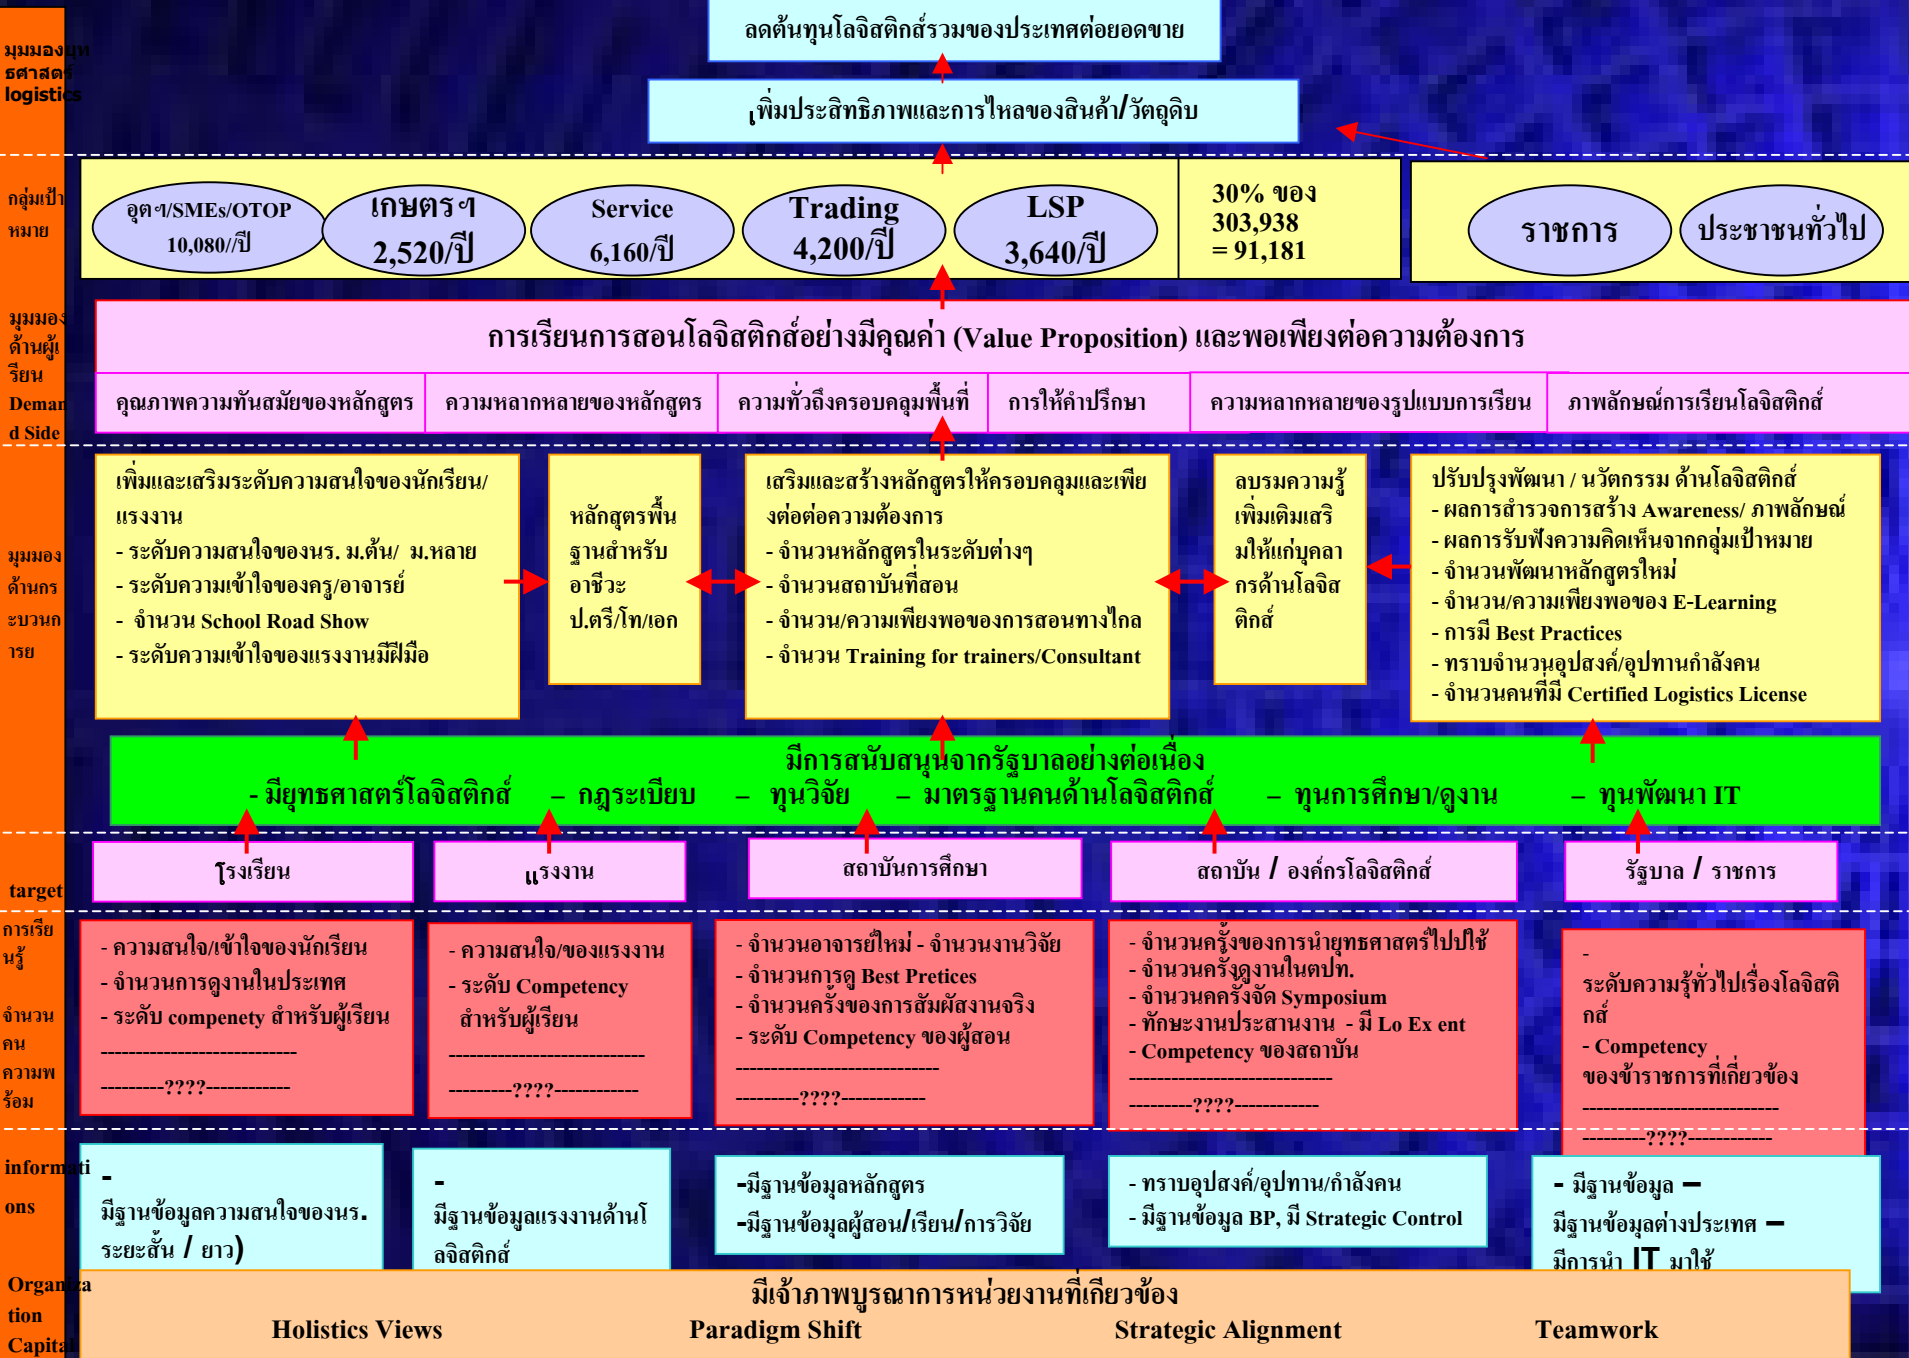 มุมมองยุท
ธศาสตร์
logistics
ลดต้นทุนโลจิสติกส์รวมของประเทศต่อยอดขาย
เพิ่มประสิทธิภาพและการไหลของสินค้า/วัตถุดิบ
กลุ่มเป้า
หมาย
อุตฯ/SMEs/OTOP
10,080//ปี
เกษตรฯ
2,520/ปี
Service
6,160/ปี
Trading
4,200/ปี
LSP
3,640/ปี
30% ของ
303,938
= 91,181
ราชการ
ประชาชนทั่วไป
มุมมอง
ด้านผู้เ
รียน
Deman
d Side
การเรียนการสอนโลจิสติกส์อย่างมีคุณค่า (Value Proposition) และพอเพียงต่อความต้องการ
คุณภาพความทันสมัยของหลักสูตร
ความหลากหลายของหลักสูตร
ความทั่วถึงครอบคลุมพื้นที่
การให้คำปรึกษา
ความหลากหลายของรูปแบบการเรียน
ภาพลักษณ์การเรียนโลจิสติกส์
มุมมอง
ด้านกร
ะบวนก
ารย
เพิ่มและเสริมระดับความสนใจของนักเรียน/
แรงงาน
- ระดับความสนใจของนร. ม.ต้น/ ม.หลาย
- ระดับความเข้าใจของครู/อาจารย์
- จำนวน School Road Show
- ระดับความเข้าใจของแรงงานมีฝีมือ
หลักสูตรพื้น
ฐานสำหรับ
อาชีวะ
ป.ตรี/โท/เอก
เสริมและสร้างหลักสูตรให้ครอบคลุมและเพีย
งต่อต่อความต้องการ
- จำนวนหลักสูตรในระดับต่างๆ
- จำนวนสถาบันที่สอน
- จำนวน/ความเพียงพอของการสอนทางไกล
- จำนวน Training for trainers/Consultant
ลบรมความรู้
เพิ่มเติมเสริ
มให้แก่บุคลา
กรด้านโลจิส
ติกส์
ปรับปรุงพัฒนา / นวัตกรรม ด้านโลจิสติกส์
- ผลการสำรวจการสร้าง Awareness/ ภาพลักษณ์
- ผลการรับฟังความคิดเห็นจากกลุ่มเป้าหมาย
- จำนวนพัฒนาหลักสูตรใหม่
- จำนวน/ความเพียงพอของ E-Learning
- การมี Best Practices
- ทราบจำนวนอุปสงค์/อุปทานกำลังคน
- จำนวนคนที่มี Certified Logistics License
มีการสนับสนุนจากรัฐบาลอย่างต่อเนื่อง
- มียุทธศาสตร์โลจิสติกส์ – กฎระเบียบ – ทุนวิจัย – มาตรฐานคนด้านโลจิสติกส์ – ทุนการศึกษา/ดูงาน – ทุนพัฒนา IT
target
โรงเรียน
แรงงาน
สถาบันการศึกษา
สถาบัน / องค์กรโลจิสติกส์
รัฐบาล / ราชการ
การเรีย
นรู้
จำนวน
คน
ความพ
ร้อม
- ความสนใจ/เข้าใจของนักเรียน
- จำนวนการดูงานในประเทศ
- ระดับ compenety สำหรับผู้เรียน
----------------------------
---------????------------
- ความสนใจ/ของแรงงาน
- ระดับ Competency
สำหรับผู้เรียน
----------------------------
---------????------------
- จำนวนอาจารย์ใหม่ - จำนวนงานวิจัย
- จำนวนการดู Best Pretices
- จำนวนครั้งของการสัมผัสงานจริง
- ระดับ Competency ของผู้สอน
-----------------------------
---------????------------
- จำนวนครั้งของการนำยุทธศาสตร์ไปปใช้
- จำนวนครั้งดูงานในตปท.
- จำนวนคครั้งจัด Symposium
- ทักษะงานประสานงาน - มี Lo Ex ent
- Competency ของสถาบัน
-----------------------------
---------????------------
-
ระดับความรู้ทั่วไปเรื่องโลจิสติ
กส์
- Competency
ของข้าราชการที่เกี่ยวข้อง
----------------------------
---------????------------
informati
ons
-
มีฐานข้อมูลความสนใจของนร.
ระยะสั้น / ยาว)
-
มีฐานข้อมูลแรงงานด้านโ
ลจิสติกส์
-มีฐานข้อมุลหลักสูตร
-มีฐานข้อมุลผู้สอน/เรียน/การวิจัย
- ทราบอุปสงค์/อุปทาน/กำลังคน
- มีฐานข้อมูล BP, มี Strategic Control
- มีฐานข้อมูล –
มีฐานข้อมูลต่างประเทศ –
มีการนำ IT มาใช้
Organiza
tion
Capital
มีเจ้าภาพบูรณาการหน่วยงานที่เกียวข้อง
Holistics Views Paradigm Shift Strategic Alignment Teamwork